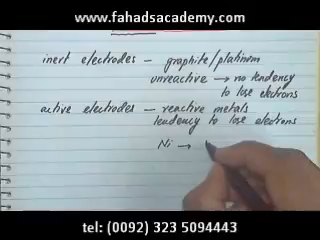 www.fahadsacademy.com
inert electrodes – graphite/platinum
unreactive → no tendency
to lose electrons
active electrodes – reactive metals
tendency to lose electrons
Ni →
tel: (0092) 323 5094443